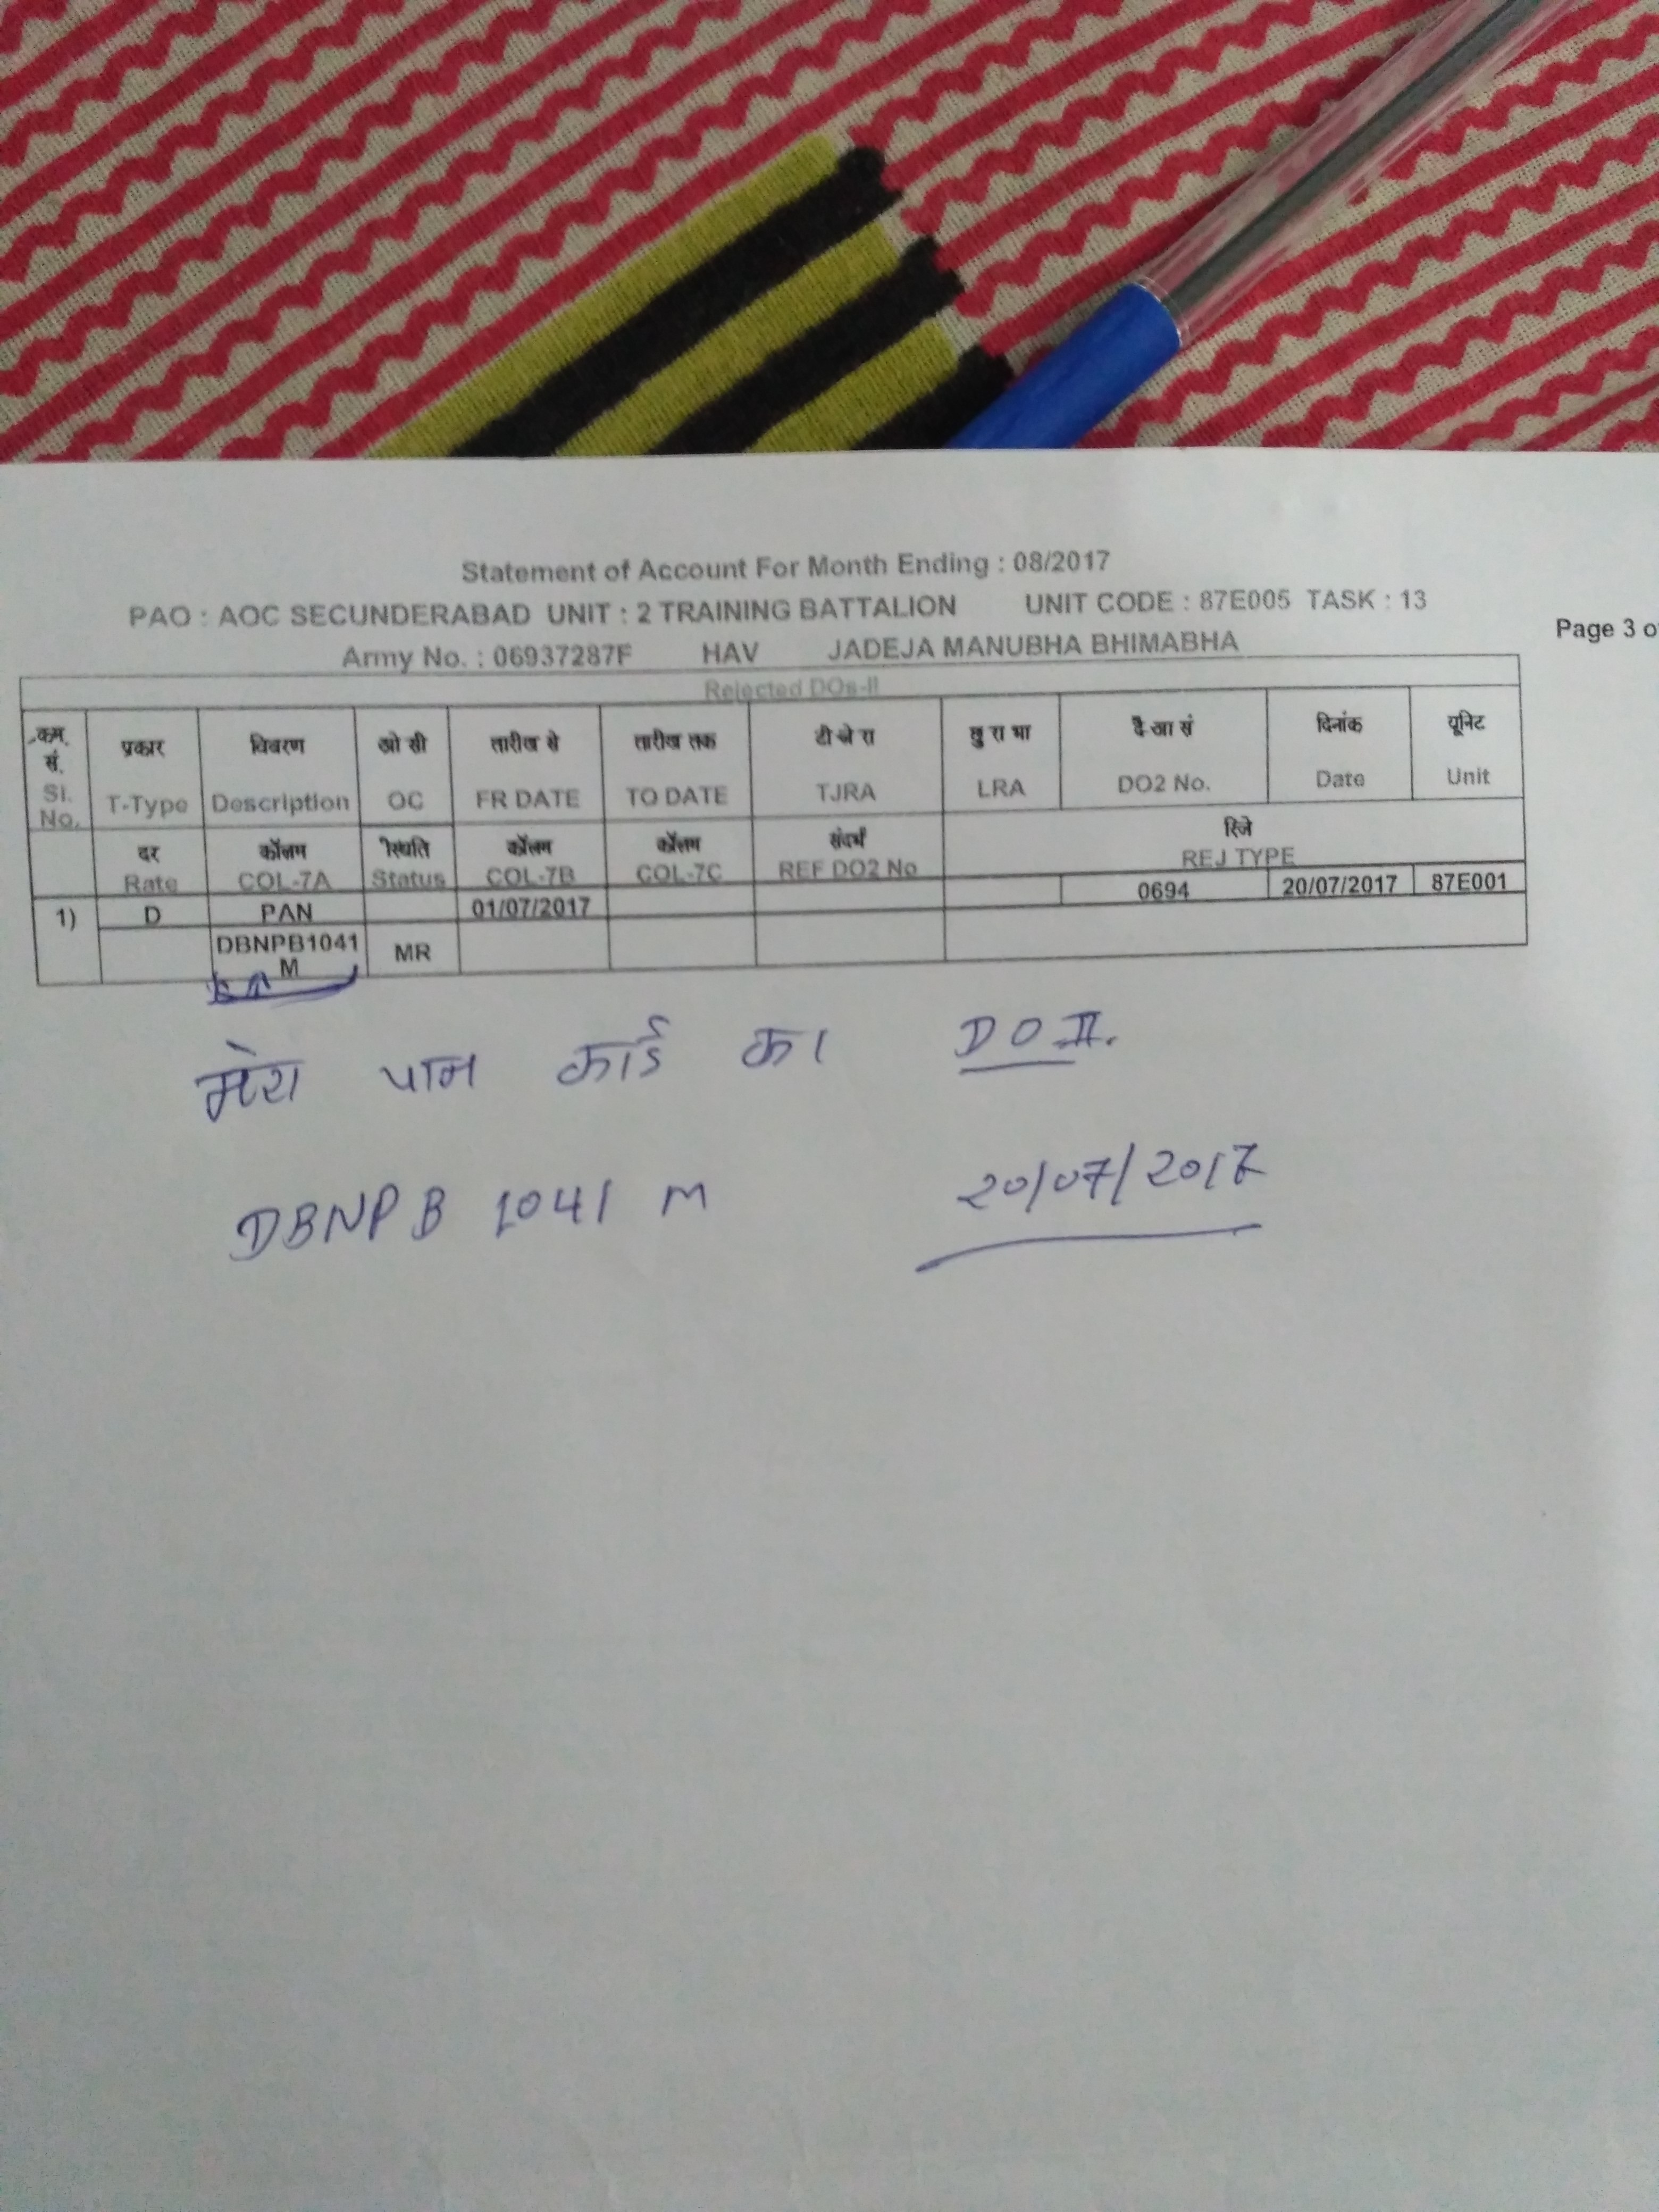 Statement of Account For Month Ending : 08/2017
PAO : AOC SECUNDERABAD UNIT : 2 TRAINING BATTALION UNIT CODE : 87E005 TASK : 13
Page 3 o
Army No. : 06937287F HAV JADEJA MANUBHA BHIMABHA
Rejected DOs-II
क्रम. सं. प्रकार विवरण ओ सी तारीख से तारीख तक टी जे रा लु रा भा दै आ सं दिनांक यूनिट
Sl. No. T-Type Description OC FR DATE TO DATE TJRA LRA DO2 No. Date Unit
दर कॉलम स्थिति कॉलम कॉलम संदर्भ रिजे
Rate COL-7A Status COL-7B COL-7C REF DO2 No REJ TYPE
1) D PAN 01/07/2017 0694 20/07/2017 87E001
DBNPB1041 MR
M
मेरा पान कार्ड का DO II.
DBNPB 1041 M 20/07/2017